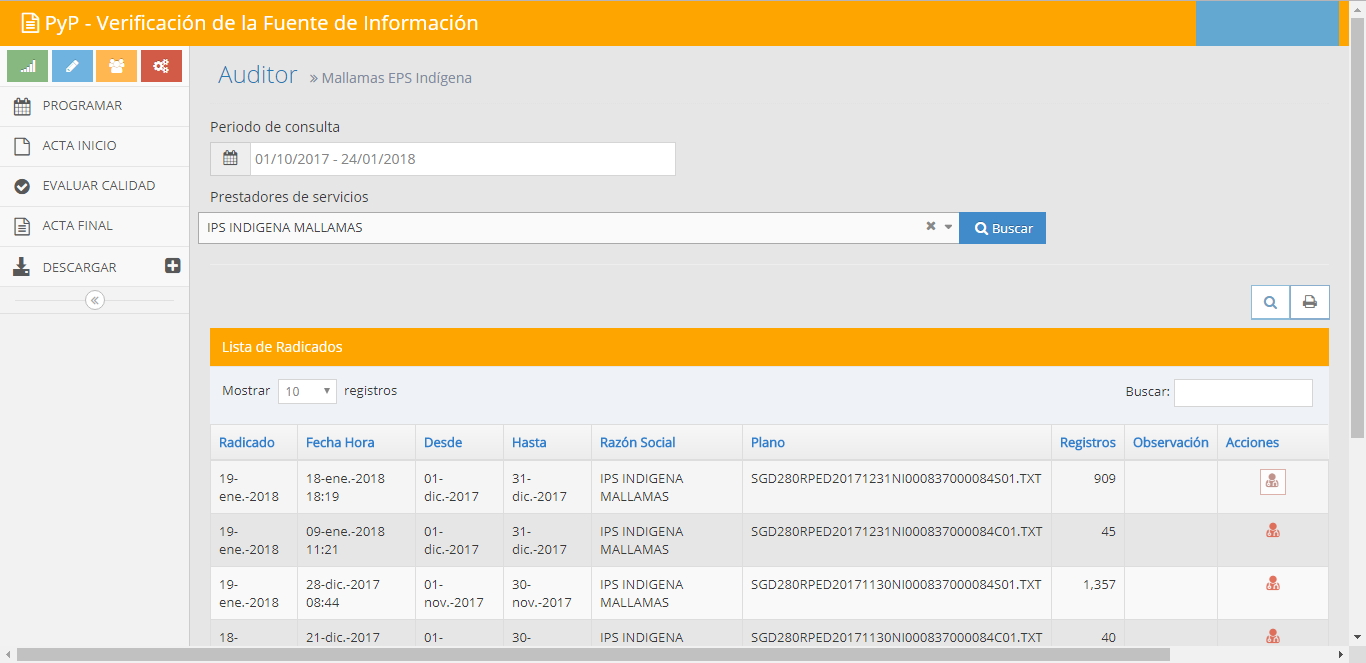 PyP - Verificación de la Fuente de Información
PROGRAMAR
ACTA INICIO
EVALUAR CALIDAD
ACTA FINAL
DESCARGAR
Auditor » Mallamas EPS Indígena
Periodo de consulta
01/10/2017 - 24/01/2018
Prestadores de servicios
IPS INDIGENA MALLAMAS
Buscar
Lista de Radicados
Mostrar 10 registros Buscar:
Radicado Fecha Hora Desde Hasta Razón Social Plano Registros Observación Acciones
19- 18-ene.-2018 01- 31- IPS INDIGENA SGD280RPED20171231NI000837000084S01.TXT 909
ene.-2018 18:19 dic.-2017 dic.-2017 MALLAMAS
19- 09-ene.-2018 01- 31- IPS INDIGENA SGD280RPED20171231NI000837000084C01.TXT 45
ene.-2018 11:21 dic.-2017 dic.-2017 MALLAMAS
19- 28-dic.-2017 01- 30- IPS INDIGENA SGD280RPED20171130NI000837000084S01.TXT 1,357
ene.-2018 08:44 nov.-2017 nov.-2017 MALLAMAS
18- 21-dic.-2017 01- 30- IPS INDIGENA SGD280RPED20171130NI000837000084C01.TXT 40